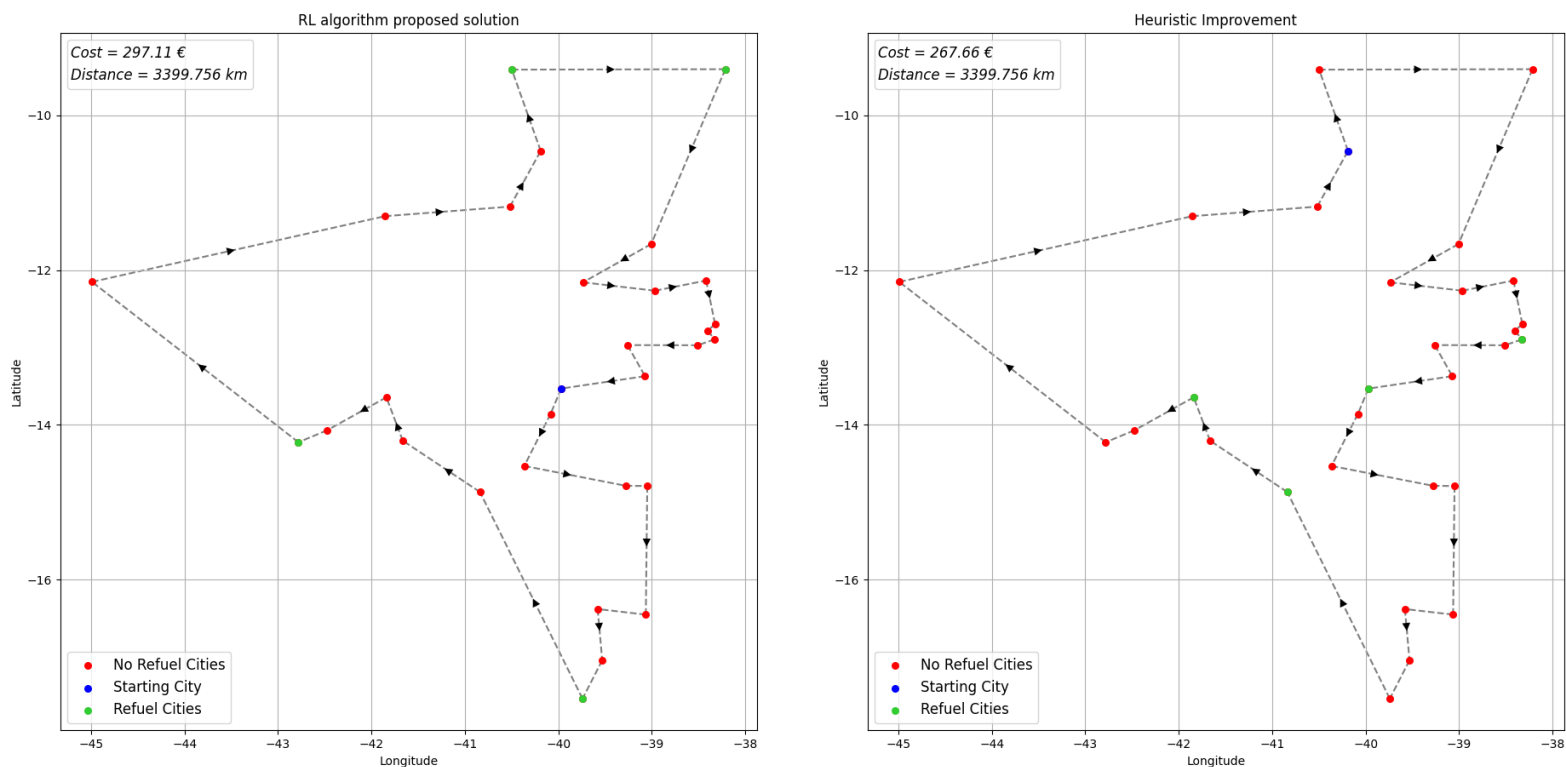 RL algorithm proposed solution
Cost = 297.11 €
Distance = 3399.756 km
−10
−12
−14
−16
Latitude
No Refuel Cities
Starting City
Refuel Cities
−45
−44
−43
−42
−41
−40
−39
−38
Longitude
Heuristic Improvement
Cost = 267.66 €
Distance = 3399.756 km
−10
−12
−14
−16
Latitude
No Refuel Cities
Starting City
Refuel Cities
−45
−44
−43
−42
−41
−40
−39
−38
Longitude